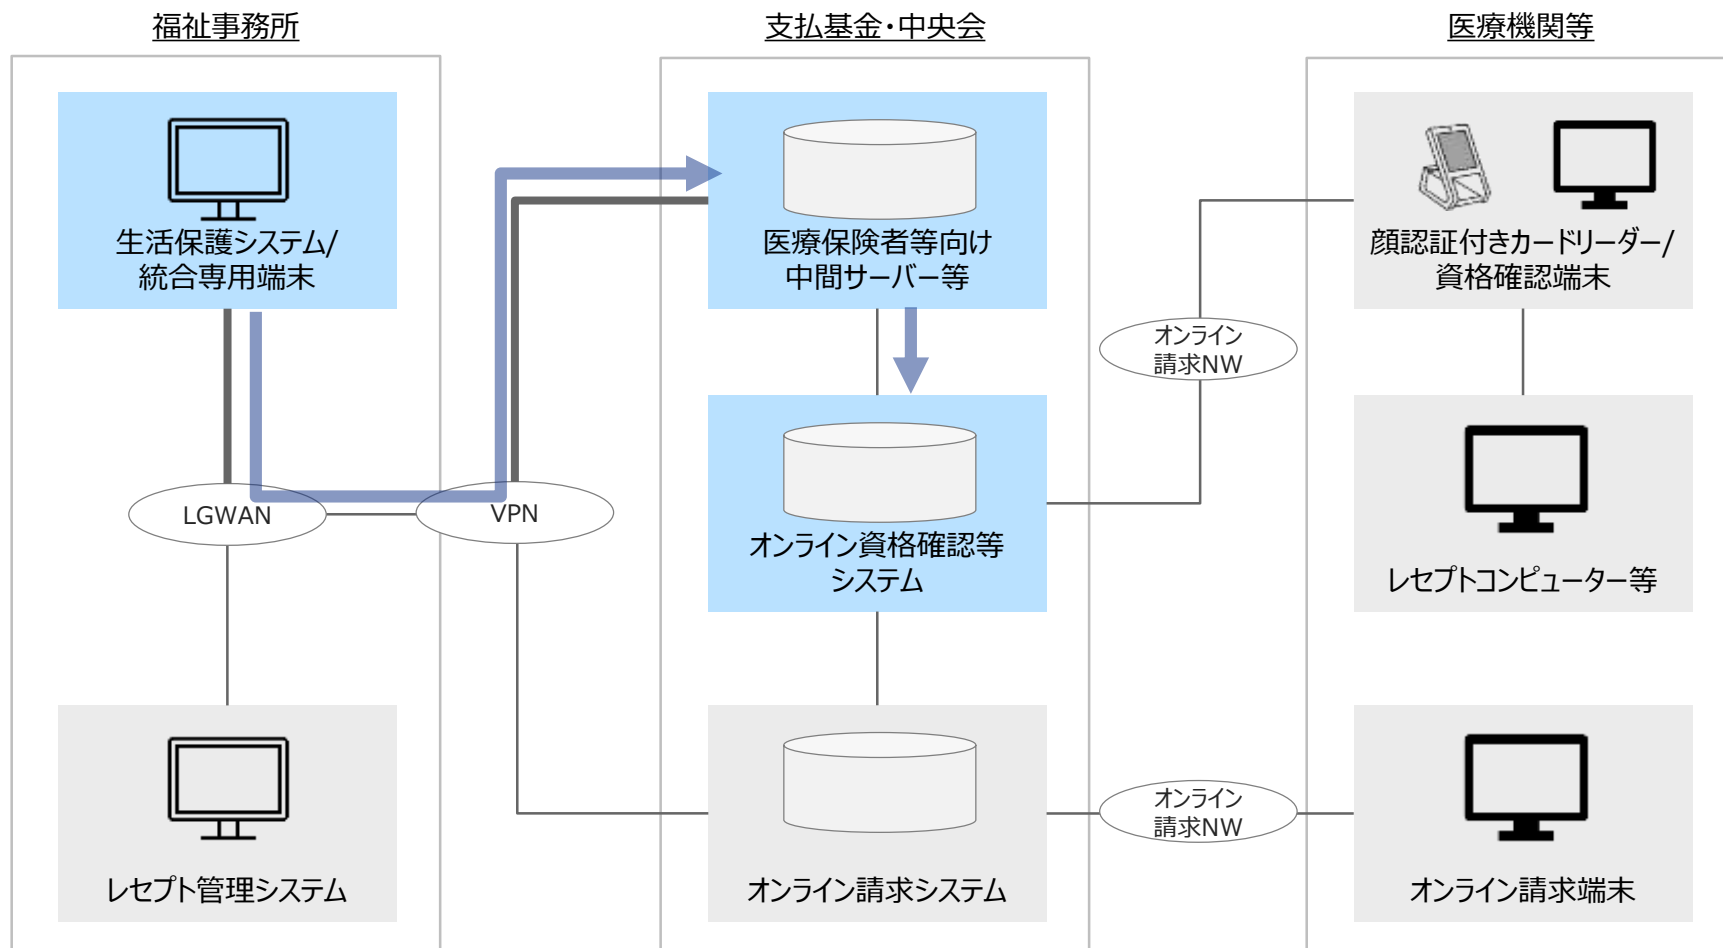 福祉事務所
支払基金・中央会
医療機関等
生活保護システム/
統合専用端末
医療保険者等向け
中間サーバー等
顔認証付きカードリーダー/
資格確認端末
オンライン
請求NW
LGWAN
VPN
オンライン資格確認等
システム
レセプトコンピューター等
レセプト管理システム
オンライン請求システム
オンライン
請求NW
オンライン請求端末